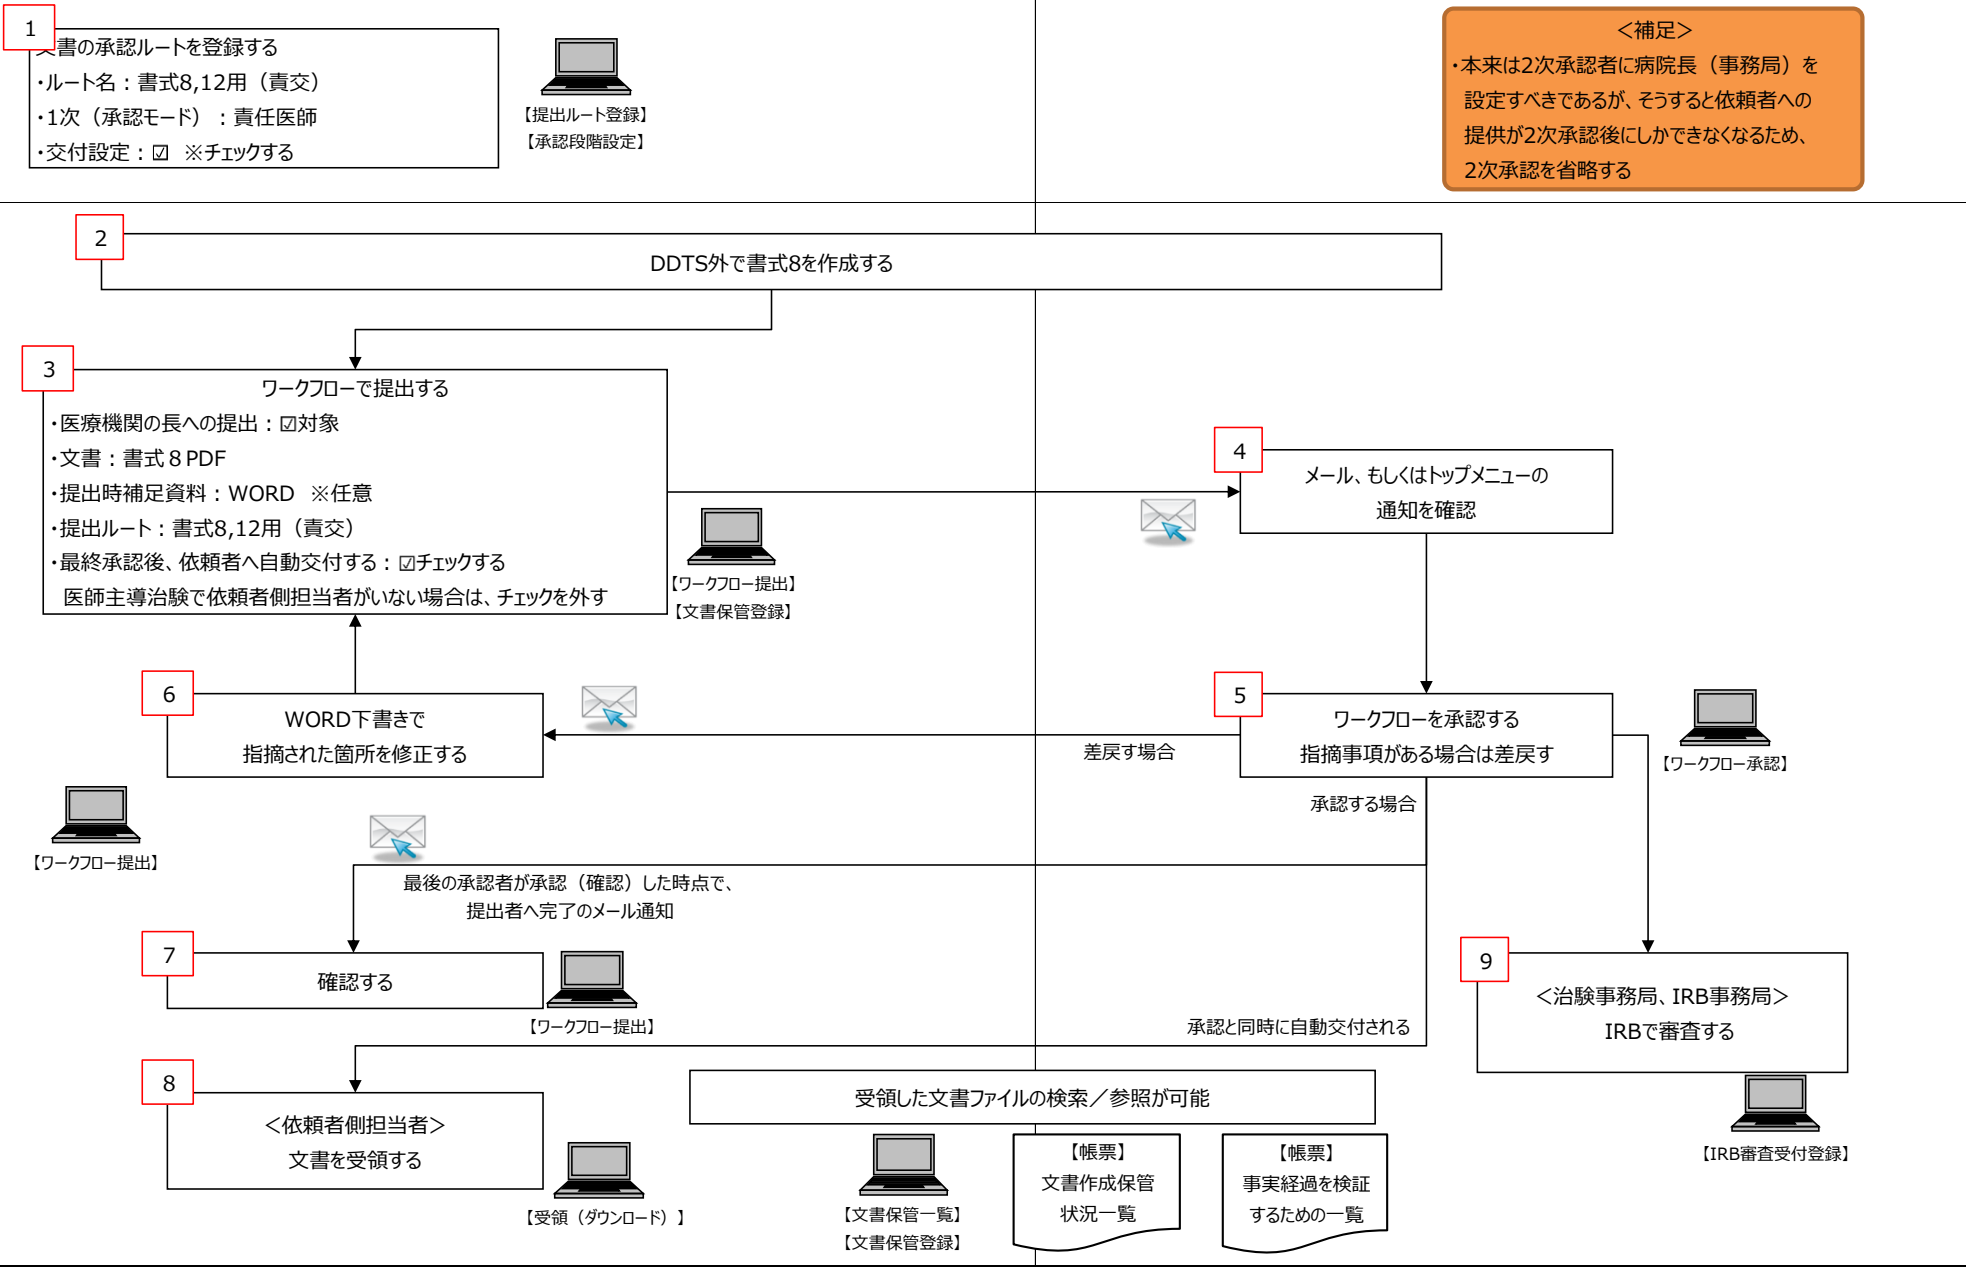 1
書の承認ルートを登録する
・ルート名：書式8,12用（責交）
・1次（承認モード）：責任医師
・交付設定：☑ ※チェックする
【提出ルート登録】
【承認段階設定】
＜補足＞
・本来は2次承認者に病院長（事務局）を
設定すべきであるが、そうすると依頼者への
提供が2次承認後にしかできなくなるため、
2次承認を省略する
2
DDTS外で書式8を作成する
3
ワークフローで提出する
・医療機関の長への提出：☑対象
・文書：書式８PDF
・提出時補足資料：WORD ※任意
・提出ルート：書式8,12用（責交）
・最終承認後、依頼者へ自動交付する：☑チェックする
医師主導治験で依頼者側担当者がいない場合は、チェックを外す
【ワークフロー提出】
【文書保管登録】
4
メール、もしくはトップメニューの
通知を確認
5
ワークフローを承認する
指摘事項がある場合は差戻す
【ワークフロー承認】
差戻す場合
承認する場合
6
WORD下書きで
指摘された箇所を修正する
【ワークフロー提出】
最後の承認者が承認（確認）した時点で、
提出者へ完了のメール通知
7
確認する
【ワークフロー提出】
承認と同時に自動交付される
8
＜依頼者側担当者＞
文書を受領する
【受領（ダウンロード）】
9
＜治験事務局、IRB事務局＞
IRBで審査する
【IRB審査受付登録】
受領した文書ファイルの検索／参照が可能
【文書保管一覧】
【文書保管登録】
【帳票】
文書作成保管
状況一覧
【帳票】
事実経過を検証
するための一覧